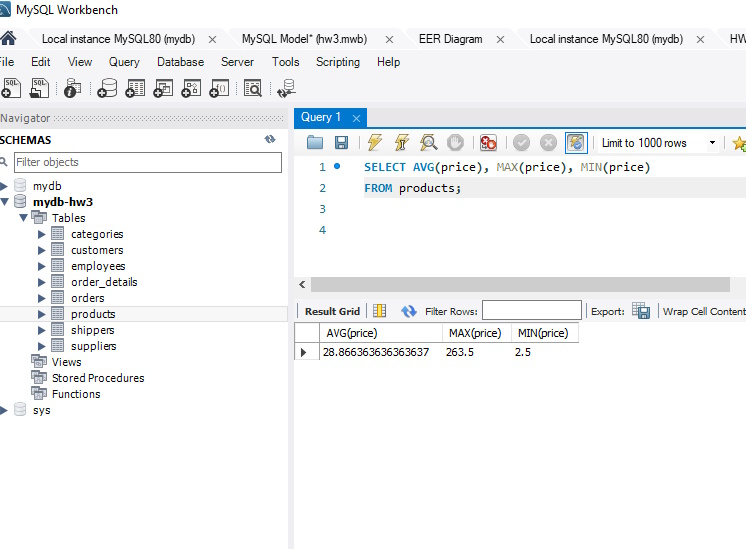 MySQL Workbench
Local instance MySQL80 (mydb) MySQL Model* (hw3.mwb) EER Diagram Local instance MySQL80 (mydb) HW
File Edit View Query Database Server Tools Scripting Help
Navigator
Query 1
SCHEMAS
Limit to 1000 rows
Filter objects
1 SELECT AVG(price), MAX(price), MIN(price)
2 FROM products;
3
4
mydb
mydb-hw3
Tables
categories
customers
employees
order_details
orders
products
shippers
suppliers
Views
Stored Procedures
Functions
sys
Result Grid Filter Rows: Export: Wrap Cell Content
AVG(price) MAX(price) MIN(price)
28.866363636363637 263.5 2.5